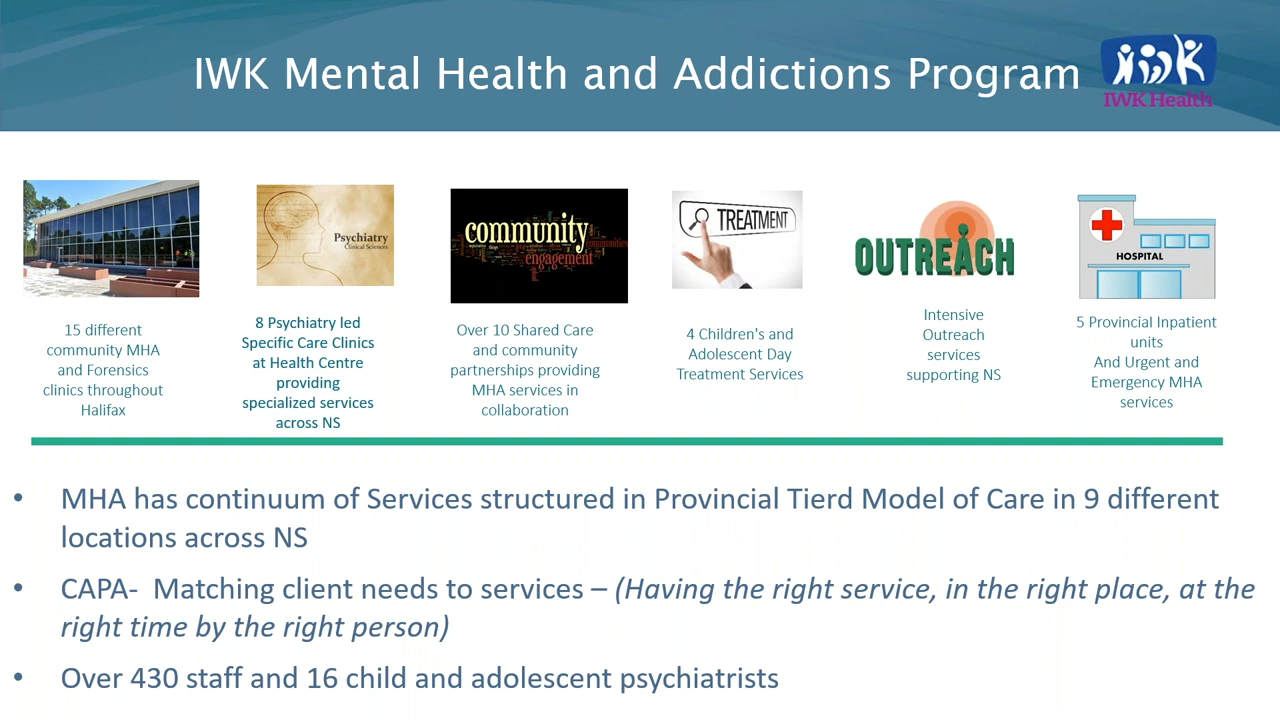 IWK Mental Health and Addictions Program
IWK Health
Psychiatry
Clinical Sciences
community
engagement
TREATMENT
OUTREACH
HOSPITAL
15 different
community MHA
and Forensics
clinics throughout
Halifax
8 Psychiatry led
Specific Care Clinics
at Health Centre
providing
specialized services
across NS
Over 10 Shared Care
and community
partnerships providing
MHA services in
collaboration
4 Children's and
Adolescent Day
Treatment Services
Intensive
Outreach
services
supporting NS
5 Provincial Inpatient
units
And Urgent and
Emergency MHA
services
• MHA has continuum of Services structured in Provincial Tierd Model of Care in 9 different
locations across NS
• CAPA- Matching client needs to services – (Having the right service, in the right place, at the
right time by the right person)
• Over 430 staff and 16 child and adolescent psychiatrists